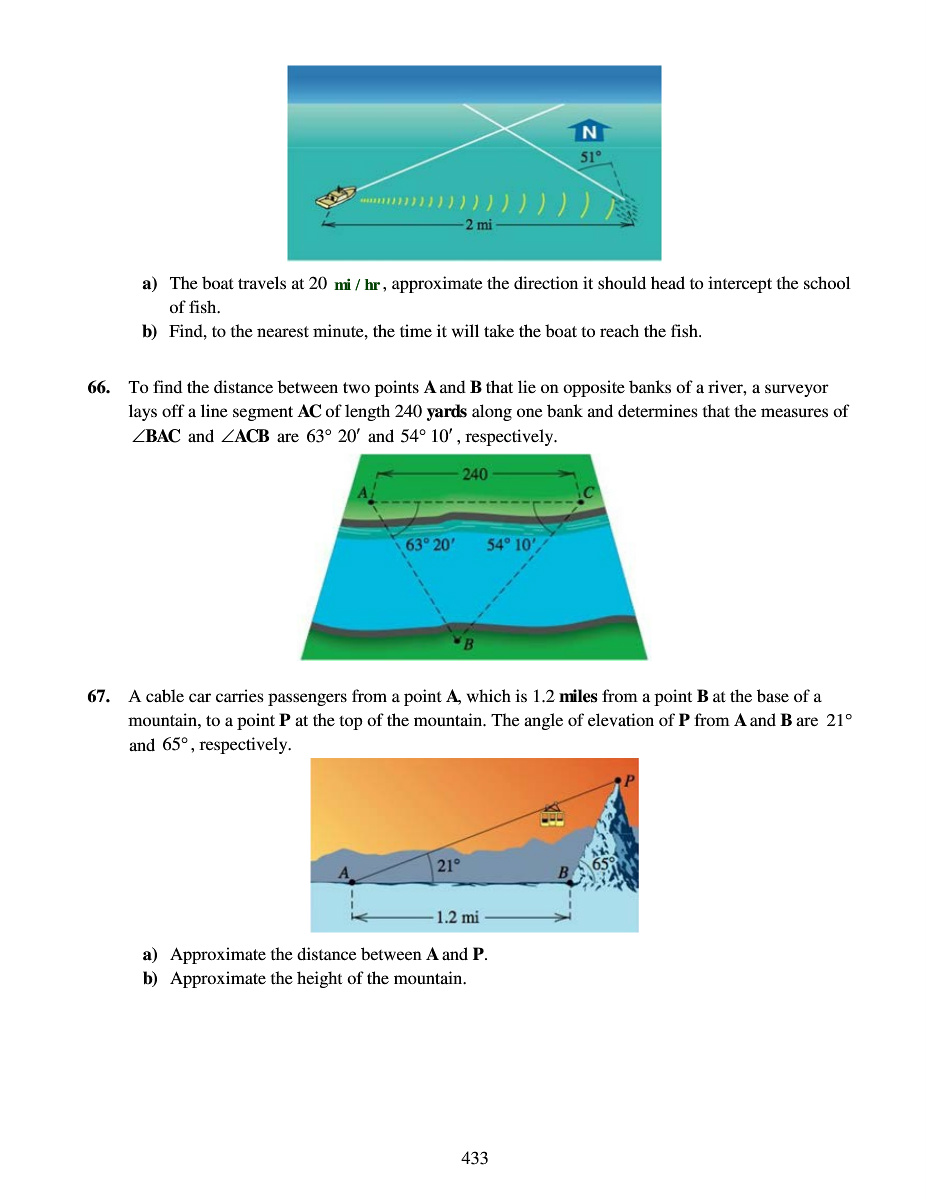 N
51°
2 mi
a) The boat travels at 20 mi / hr, approximate the direction it should head to intercept the school
of fish.
b) Find, to the nearest minute, the time it will take the boat to reach the fish.
66. To find the distance between two points A and B that lie on opposite banks of a river, a surveyor
lays off a line segment AC of length 240 yards along one bank and determines that the measures of
∠BAC and ∠ACB are 63° 20′ and 54° 10′, respectively.
240
A C
63° 20′ 54° 10′
B
67. A cable car carries passengers from a point A, which is 1.2 miles from a point B at the base of a
mountain, to a point P at the top of the mountain. The angle of elevation of P from A and B are 21°
and 65°, respectively.
P
A 21° B 65°
1.2 mi
a) Approximate the distance between A and P.
b) Approximate the height of the mountain.
433